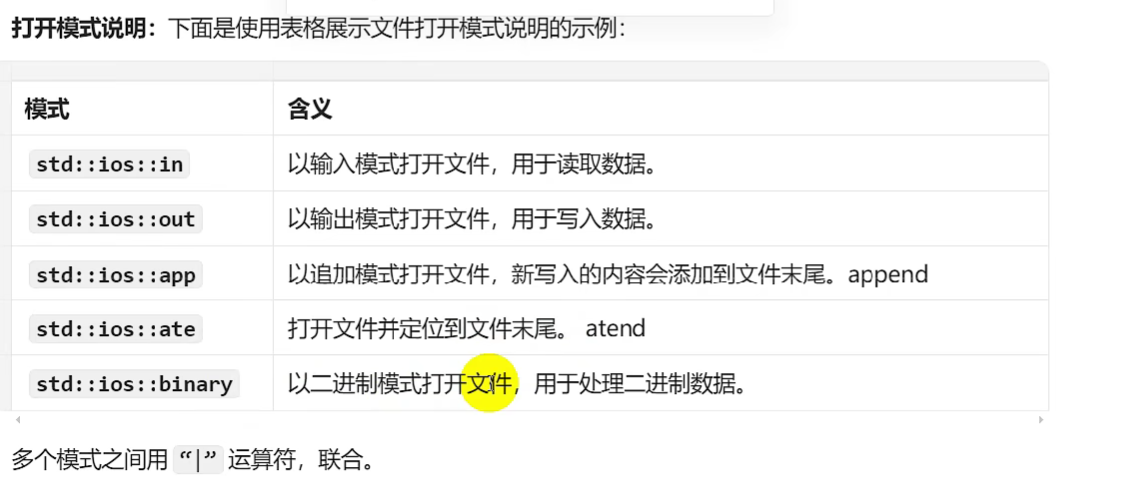 打开模式说明：下面是使用表格展示文件打开模式说明的示例：
模式 含义
std::ios::in 以输入模式打开文件，用于读取数据。
std::ios::out 以输出模式打开文件，用于写入数据。
std::ios::app 以追加模式打开文件，新写入的内容会添加到文件末尾。append
std::ios::ate 打开文件并定位到文件末尾。 atend
std::ios::binary 以二进制模式打开文件，用于处理二进制数据。
多个模式之间用 “|” 运算符，联合。